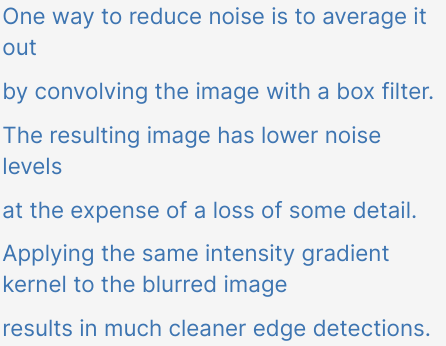 One way to reduce noise is to average it
out
by convolving the image with a box filter.
The resulting image has lower noise
levels
at the expense of a loss of some detail.
Applying the same intensity gradient
kernel to the blurred image
results in much cleaner edge detections.